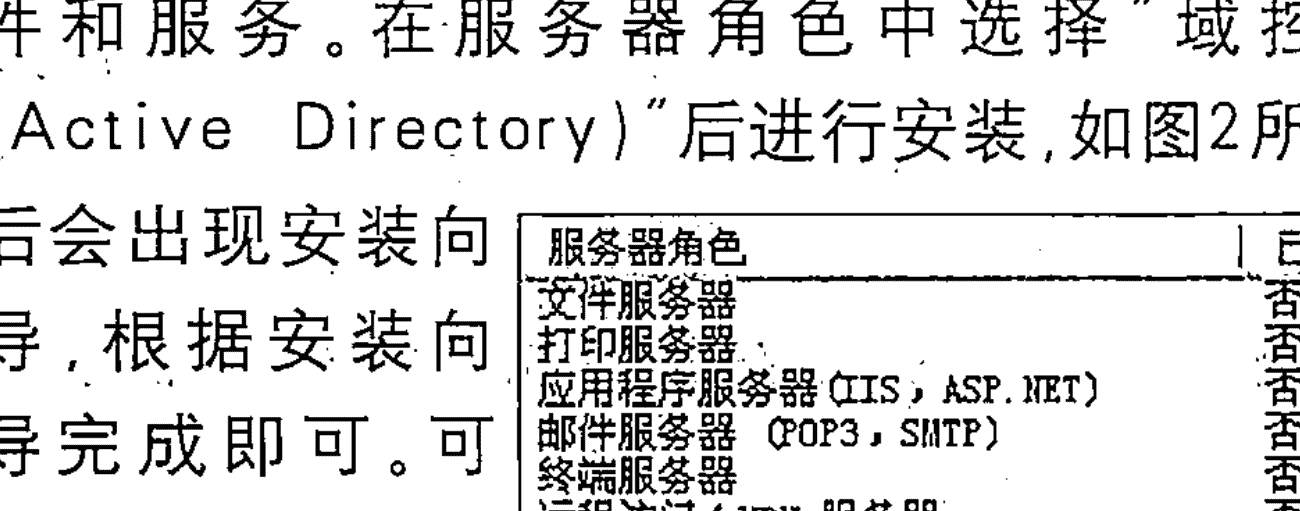 件和服务。在服务器角色中选择"域控
Active Directory)"后进行安装,如图2所
后会出现安装向
导,根据安装向
导完成即可。可
服务器角色
文件服务器 否
打印服务器 否
应用程序服务器(IIS,ASP.NET) 否
邮件服务器 (POP3,SMTP) 否
终端服务器 否